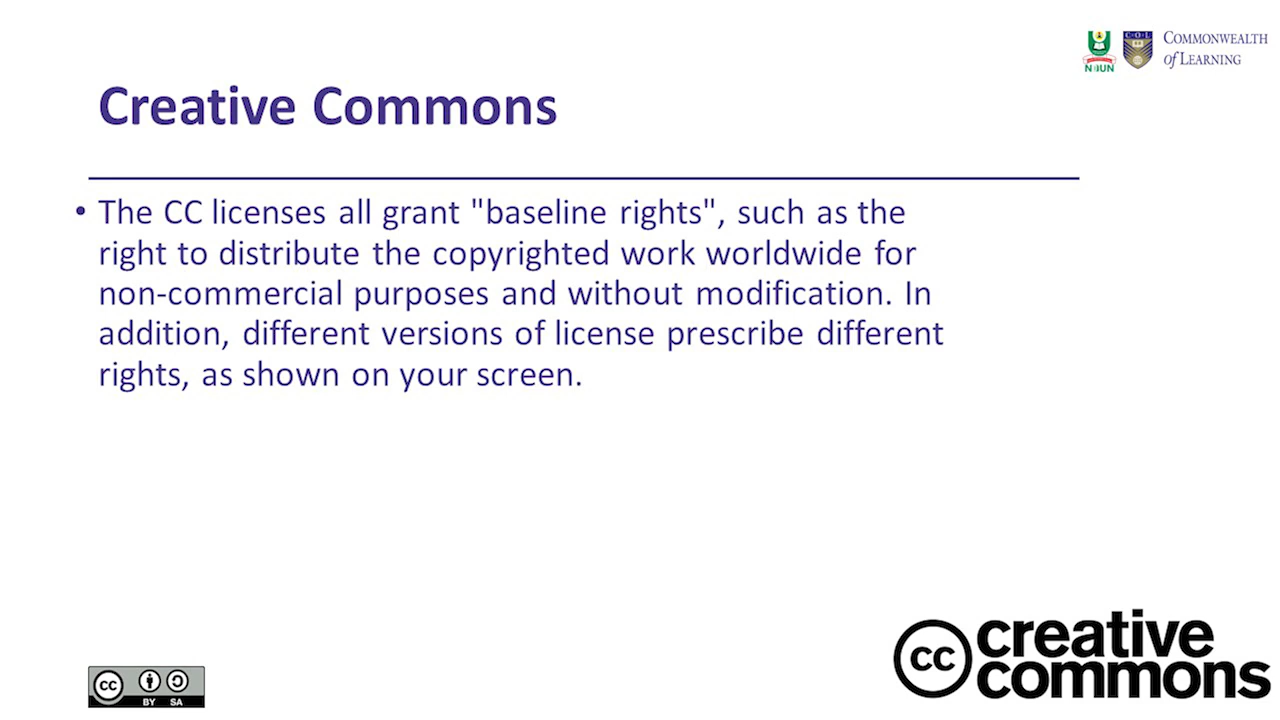 NOUN
C·O·L
COMMONWEALTH
of LEARNING
Creative Commons
• The CC licenses all grant "baseline rights", such as the
right to distribute the copyrighted work worldwide for
non-commercial purposes and without modification. In
addition, different versions of license prescribe different
rights, as shown on your screen.
cc creative
commons
cc
BY SA